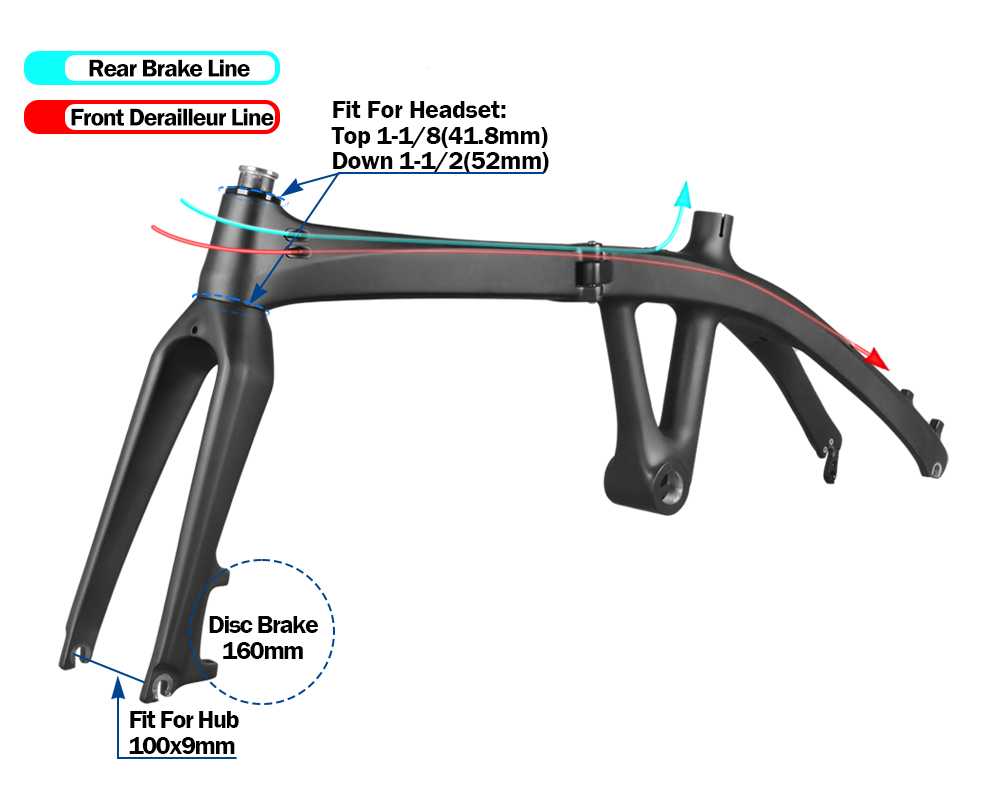 Rear Brake Line
Front Derailleur Line
Fit For Headset:
Top 1-1/8(41.8mm)
Down 1-1/2(52mm)
Disc Brake
160mm
Fit For Hub
100x9mm